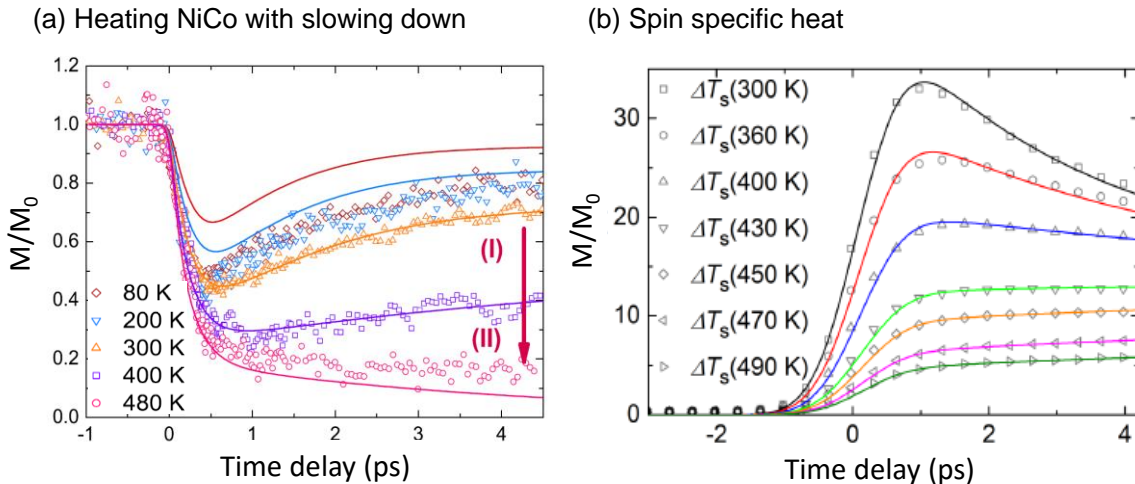 (a) Heating NiCo with slowing down
(b) Spin specific heat
1.2
1.0
0.8
0.6
0.4
0.2
0.0
M/M₀
80 K
200 K
300 K
400 K
480 K
(I)
(II)
-1
0
1
2
3
4
Time delay (ps)
30
20
10
0
M/M₀
ΔTₛ(300 K)
ΔTₛ(360 K)
ΔTₛ(400 K)
ΔTₛ(430 K)
ΔTₛ(450 K)
ΔTₛ(470 K)
ΔTₛ(490 K)
-2
0
2
4
Time delay (ps)